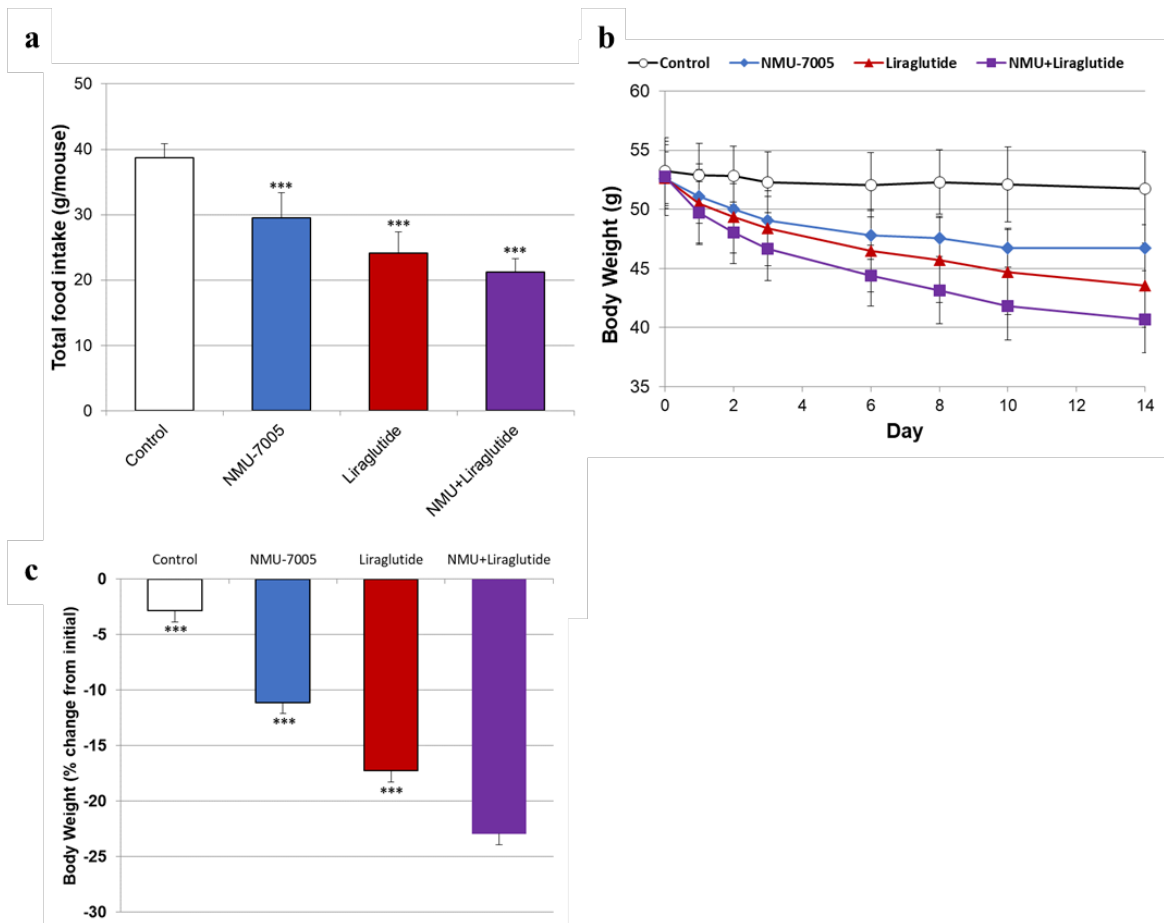 a
Total food intake (g/mouse)
50
40
30
20
10
0
***
***
***
Control
NMU-7005
Liraglutide
NMU+Liraglutide
b
Control NMU-7005 Liraglutide NMU+Liraglutide
Body Weight (g)
60
55
50
45
40
35
0 2 4 6 8 10 12 14
Day
c
Control NMU-7005 Liraglutide NMU+Liraglutide
Body Weight (% change from initial)
0
-5
-10
-15
-20
-25
-30
***
***
***